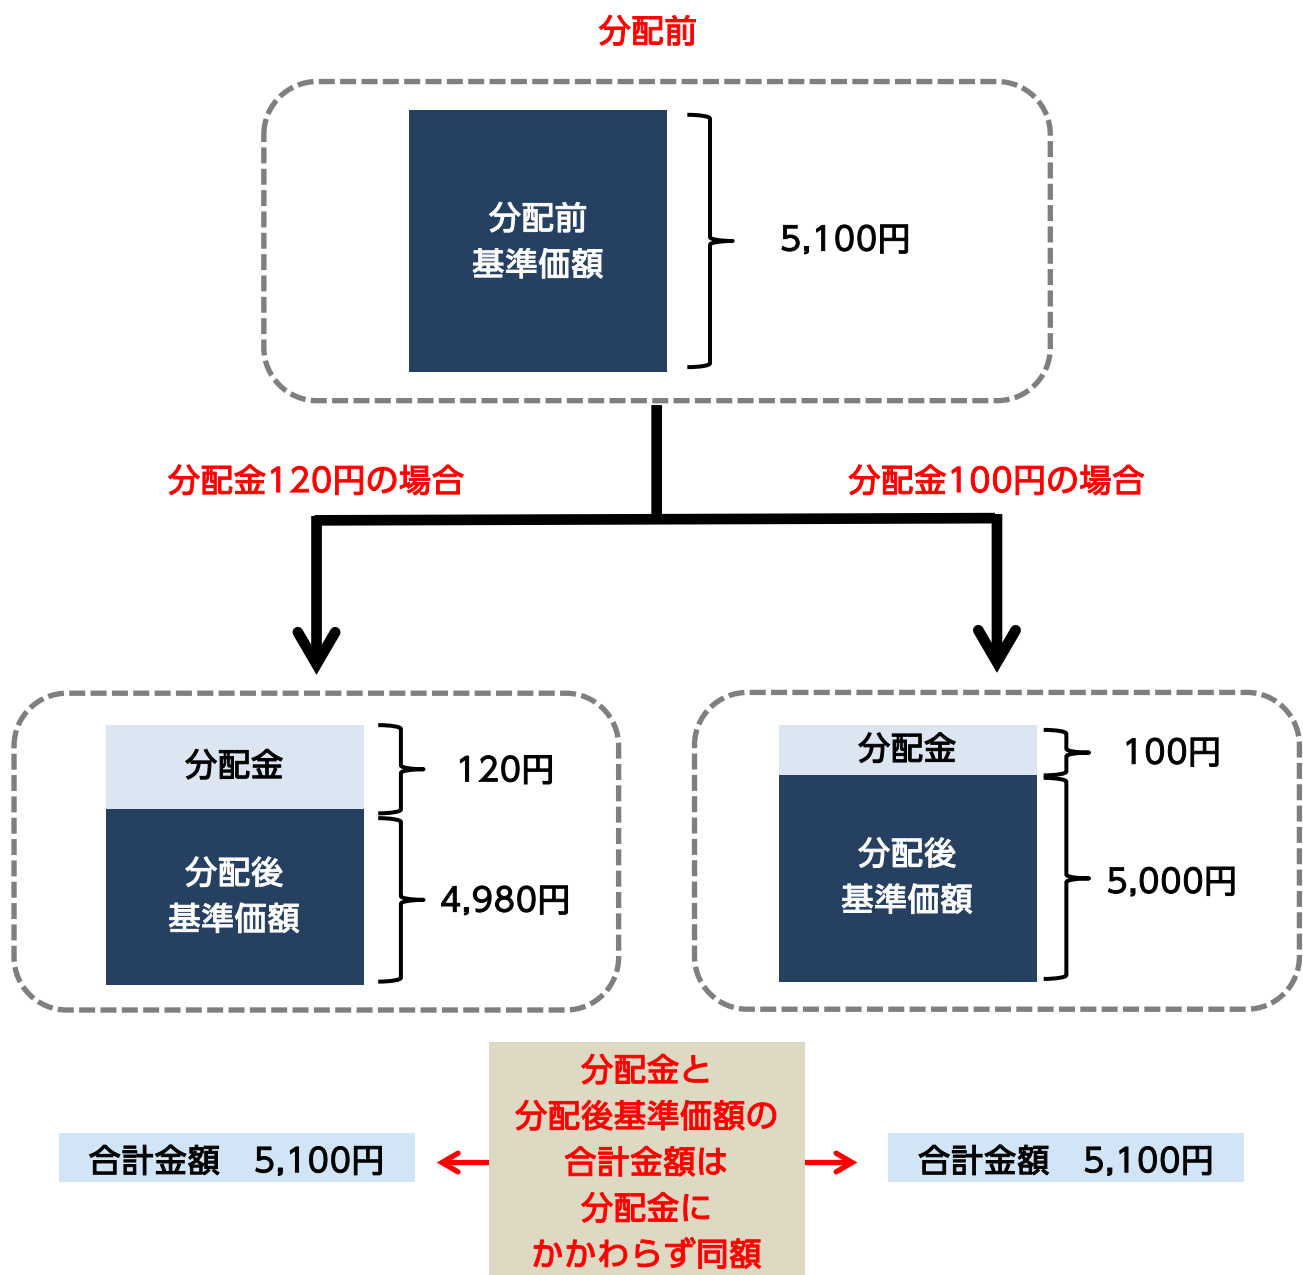 分配前
分配前
基準価額
5,100円
分配金120円の場合
分配金100円の場合
分配金
120円
分配後
基準価額
4,980円
分配金
100円
分配後
基準価額
5,000円
分配金と
分配後基準価額の
合計金額は
分配金に
かかわらず同額
合計金額　5,100円
合計金額　5,100円